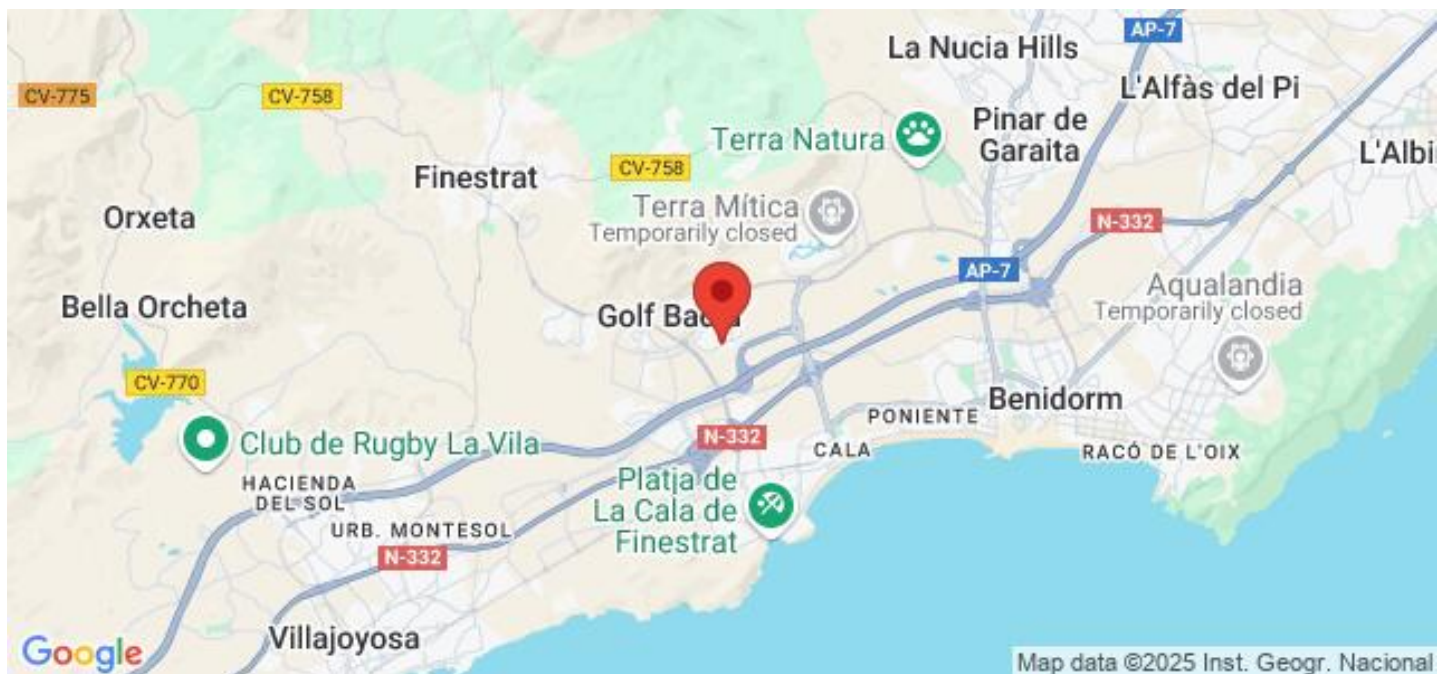 La Nucia Hills
AP-7
CV-775
CV-758
L'Alfàs del Pi
Terra Natura
Pinar de
Garaita
Finestrat
CV-758
L'Albi
Orxeta
Terra Mítica
Temporarily closed
N-332
AP-7
Bella Orcheta
Golf
Aqualandia
Temporarily closed
CV-770
Benidorm
PONIENTE
Club de Rugby La Vila
N-332
CALA
RACÓ DE L'OIX
HACIENDA
DEL SOL
Platja de
La Cala de
Finestrat
URB. MONTESOL
N-332
Villajoyosa
Google
Map data ©2025 Inst. Geogr. Nacional